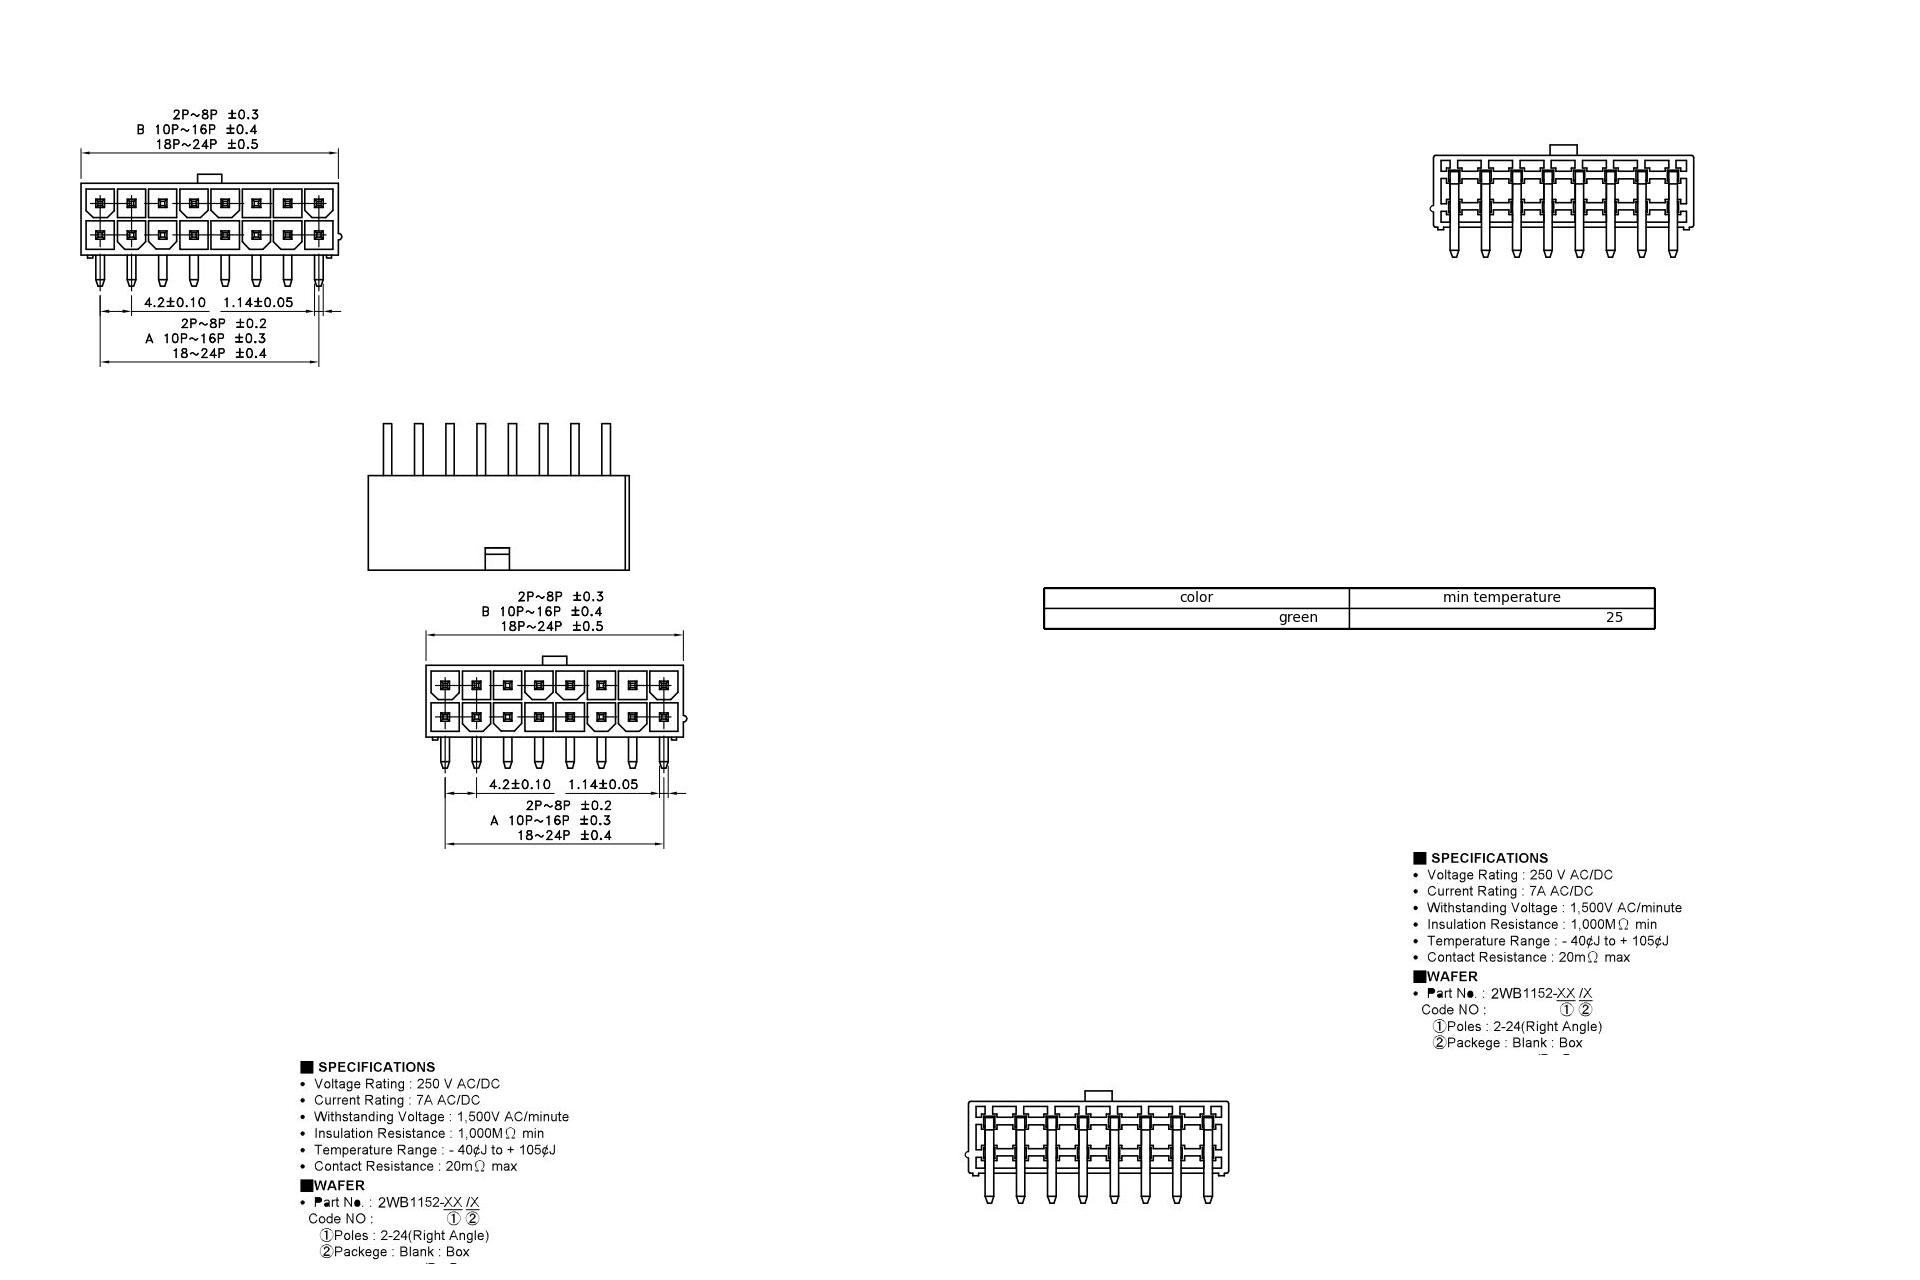 2P~8P ±0.3
B 10P~16P ±0.4
18P~24P ±0.5
4.2±0.10 1.14±0.05
2P~8P ±0.2
A 10P~16P ±0.3
18~24P ±0.4
2P~8P ±0.3
B 10P~16P ±0.4
18P~24P ±0.5
4.2±0.10 1.14±0.05
2P~8P ±0.2
A 10P~16P ±0.3
18~24P ±0.4
color min temperature
green 25
■ SPECIFICATIONS
• Voltage Rating : 250 V AC/DC
• Current Rating : 7A AC/DC
• Withstanding Voltage : 1,500V AC/minute
• Insulation Resistance : 1,000MΩ min
• Temperature Range : - 40¢J to + 105¢J
• Contact Resistance : 20mΩ max
■WAFER
• Part No. : 2WB1152-XX /X
Code NO : ① ②
①Poles : 2-24(Right Angle)
②Packege : Blank : Box
■ SPECIFICATIONS
• Voltage Rating : 250 V AC/DC
• Current Rating : 7A AC/DC
• Withstanding Voltage : 1,500V AC/minute
• Insulation Resistance : 1,000MΩ min
• Temperature Range : - 40¢J to + 105¢J
• Contact Resistance : 20mΩ max
■WAFER
• Part No. : 2WB1152-XX /X
Code NO : ① ②
①Poles : 2-24(Right Angle)
②Packege : Blank : Box